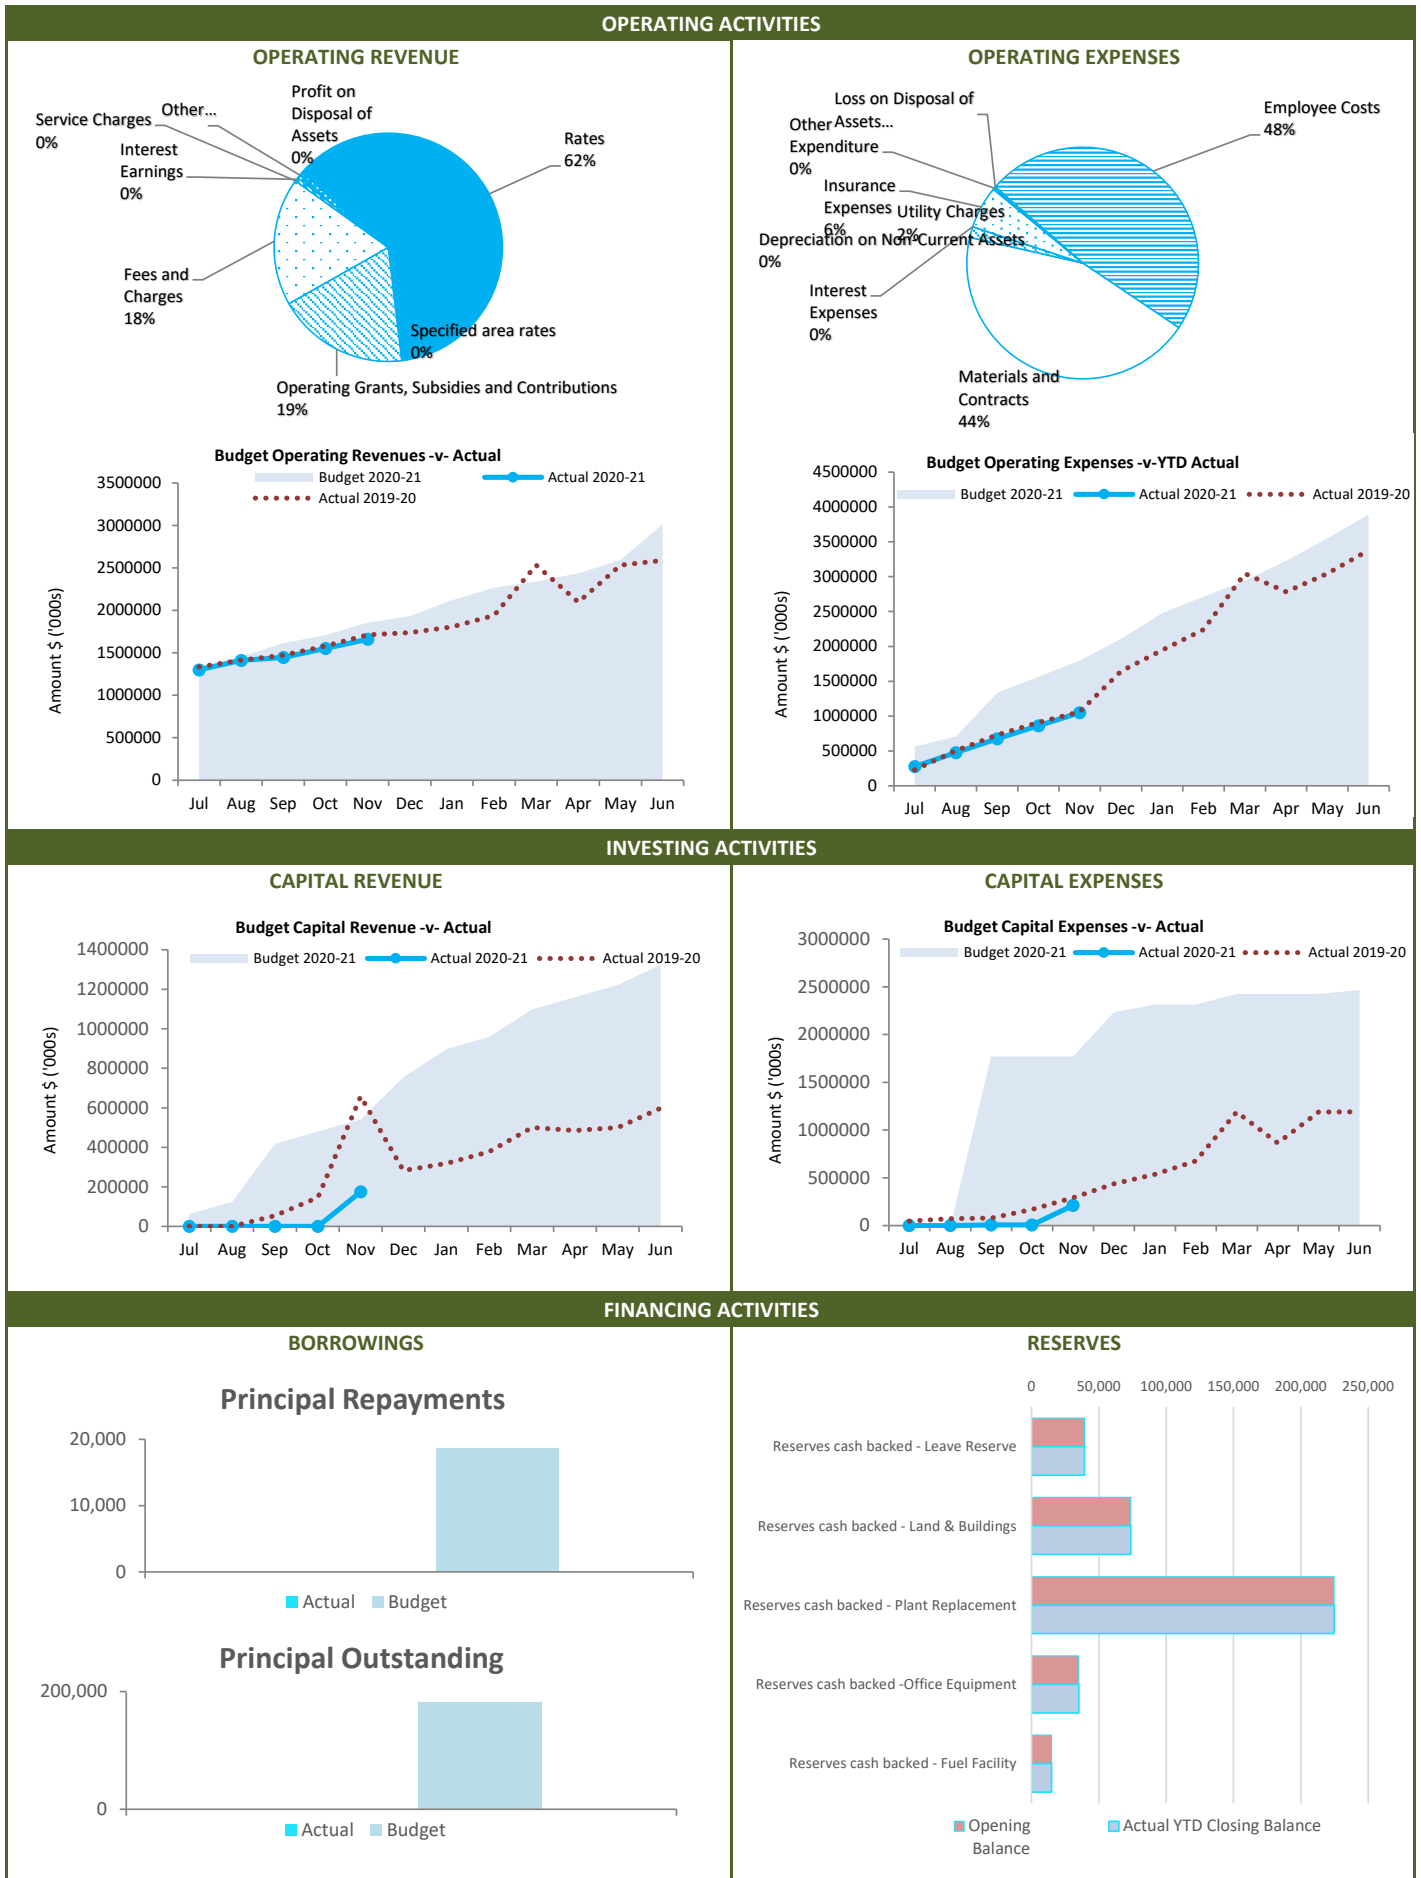 OPERATING ACTIVITIES
OPERATING REVENUE
Profit on
Disposal of
Assets
0%
Other...
Service Charges
0%
Interest
Earnings
0%
Rates
62%
Fees and
Charges
18%
Specified area rates
0%
Operating Grants, Subsidies and Contributions
19%
OPERATING EXPENSES
Loss on Disposal of
Assets...
Other
Expenditure
0%
Employee Costs
48%
Insurance
Expenses
6%
Utility Charges
2%
Depreciation on Non-Current Assets
0%
Interest
Expenses
0%
Materials and
Contracts
44%
Budget Operating Revenues -v- Actual
Budget 2020-21
Actual 2020-21
Actual 2019-20
Amount $ ('000s)
3500000
3000000
2500000
2000000
1500000
1000000
500000
0
Jul Aug Sep Oct Nov Dec Jan Feb Mar Apr May Jun
Budget Operating Expenses -v-YTD Actual
Budget 2020-21
Actual 2020-21
Actual 2019-20
Amount $ ('000s)
4500000
4000000
3500000
3000000
2500000
2000000
1500000
1000000
500000
0
Jul Aug Sep Oct Nov Dec Jan Feb Mar Apr May Jun
INVESTING ACTIVITIES
CAPITAL REVENUE
Budget Capital Revenue -v- Actual
Budget 2020-21
Actual 2020-21
Actual 2019-20
Amount $ ('000s)
1400000
1200000
1000000
800000
600000
400000
200000
0
Jul Aug Sep Oct Nov Dec Jan Feb Mar Apr May Jun
CAPITAL EXPENSES
Budget Capital Expenses -v- Actual
Budget 2020-21
Actual 2020-21
Actual 2019-20
Amount $ ('000s)
3000000
2500000
2000000
1500000
1000000
500000
0
Jul Aug Sep Oct Nov Dec Jan Feb Mar Apr May Jun
FINANCING ACTIVITIES
BORROWINGS
Principal Repayments
20,000
10,000
0
Actual
Budget
Principal Outstanding
200,000
0
Actual
Budget
RESERVES
0 50,000 100,000 150,000 200,000 250,000
Reserves cash backed - Leave Reserve
Reserves cash backed - Land & Buildings
Reserves cash backed - Plant Replacement
Reserves cash backed -Office Equipment
Reserves cash backed - Fuel Facility
Opening
Balance
Actual YTD Closing Balance